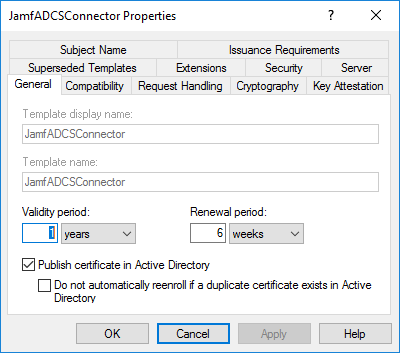 JamfADCSConnector Properties
Subject Name Issuance Requirements
Superseded Templates Extensions Security Server
General Compatibility Request Handling Cryptography Key Attestation
Template display name:
JamfADCSConnector
Template name:
JamfADCSConnector
Validity period: Renewal period:
1 years 6 weeks
Publish certificate in Active Directory
Do not automatically reenroll if a duplicate certificate exists in Active
Directory
OK Cancel Apply Help